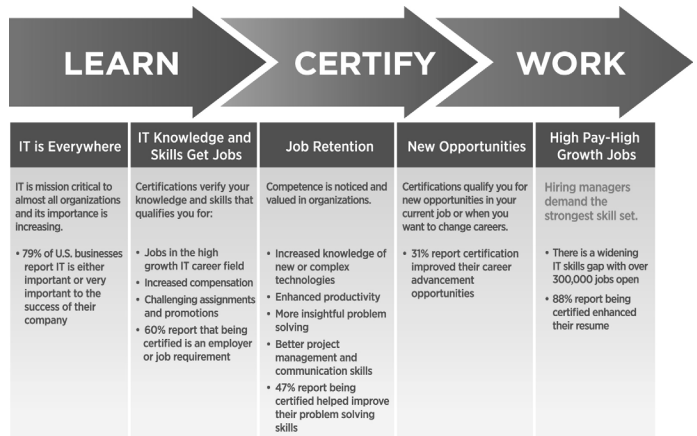 LEARN
CERTIFY
WORK
IT is Everywhere
IT is mission critical to
almost all organizations
and its importance is
increasing.
• 79% of U.S. businesses
report IT is either
important or very
important to the
success of their
company
IT Knowledge and
Skills Get Jobs
Certifications verify your
knowledge and skills that
qualifies you for:
• Jobs in the high
growth IT career field
• Increased compensation
• Challenging assignments
and promotions
• 60% report that being
certified is an employer
or job requirement
Job Retention
Competence is noticed and
valued in organizations.
• Increased knowledge of
new or complex
technologies
• Enhanced productivity
• More insightful problem
solving
• Better project
management and
communication skills
• 47% report being
certified helped improve
their problem solving
skills
New Opportunities
Certifications qualify you for
new opportunities in your
current job or when you
want to change careers.
• 31% report certification
improved their career
advancement
opportunities
High Pay-High
Growth Jobs
Hiring managers
demand the
strongest skill set.
• There is a widening
IT skills gap with over
300,000 jobs open
• 88% report being
certified enhanced
their resume